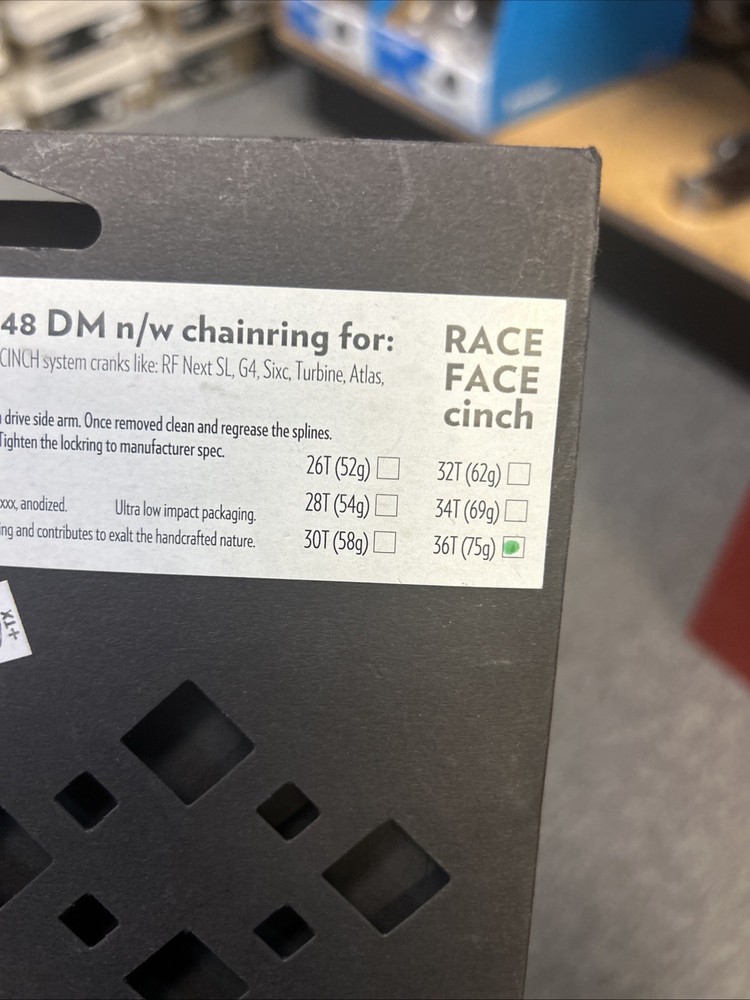 48 DM n/w chainring for:
CINCH system cranks like: RF Next SL, G4, Sixc, Turbine, Atlas,
RACE
FACE
cinch
drive side arm. Once removed clean and regrease the splines.
Tighten the lockring to manufacturer spec.
xxx, anodized. Ultra low impact packaging.
ing and contributes to exalt the handcrafted nature.
26T (52g)
28T (54g)
30T (58g)
32T (62g)
34T (69g)
36T (75g)
+TX